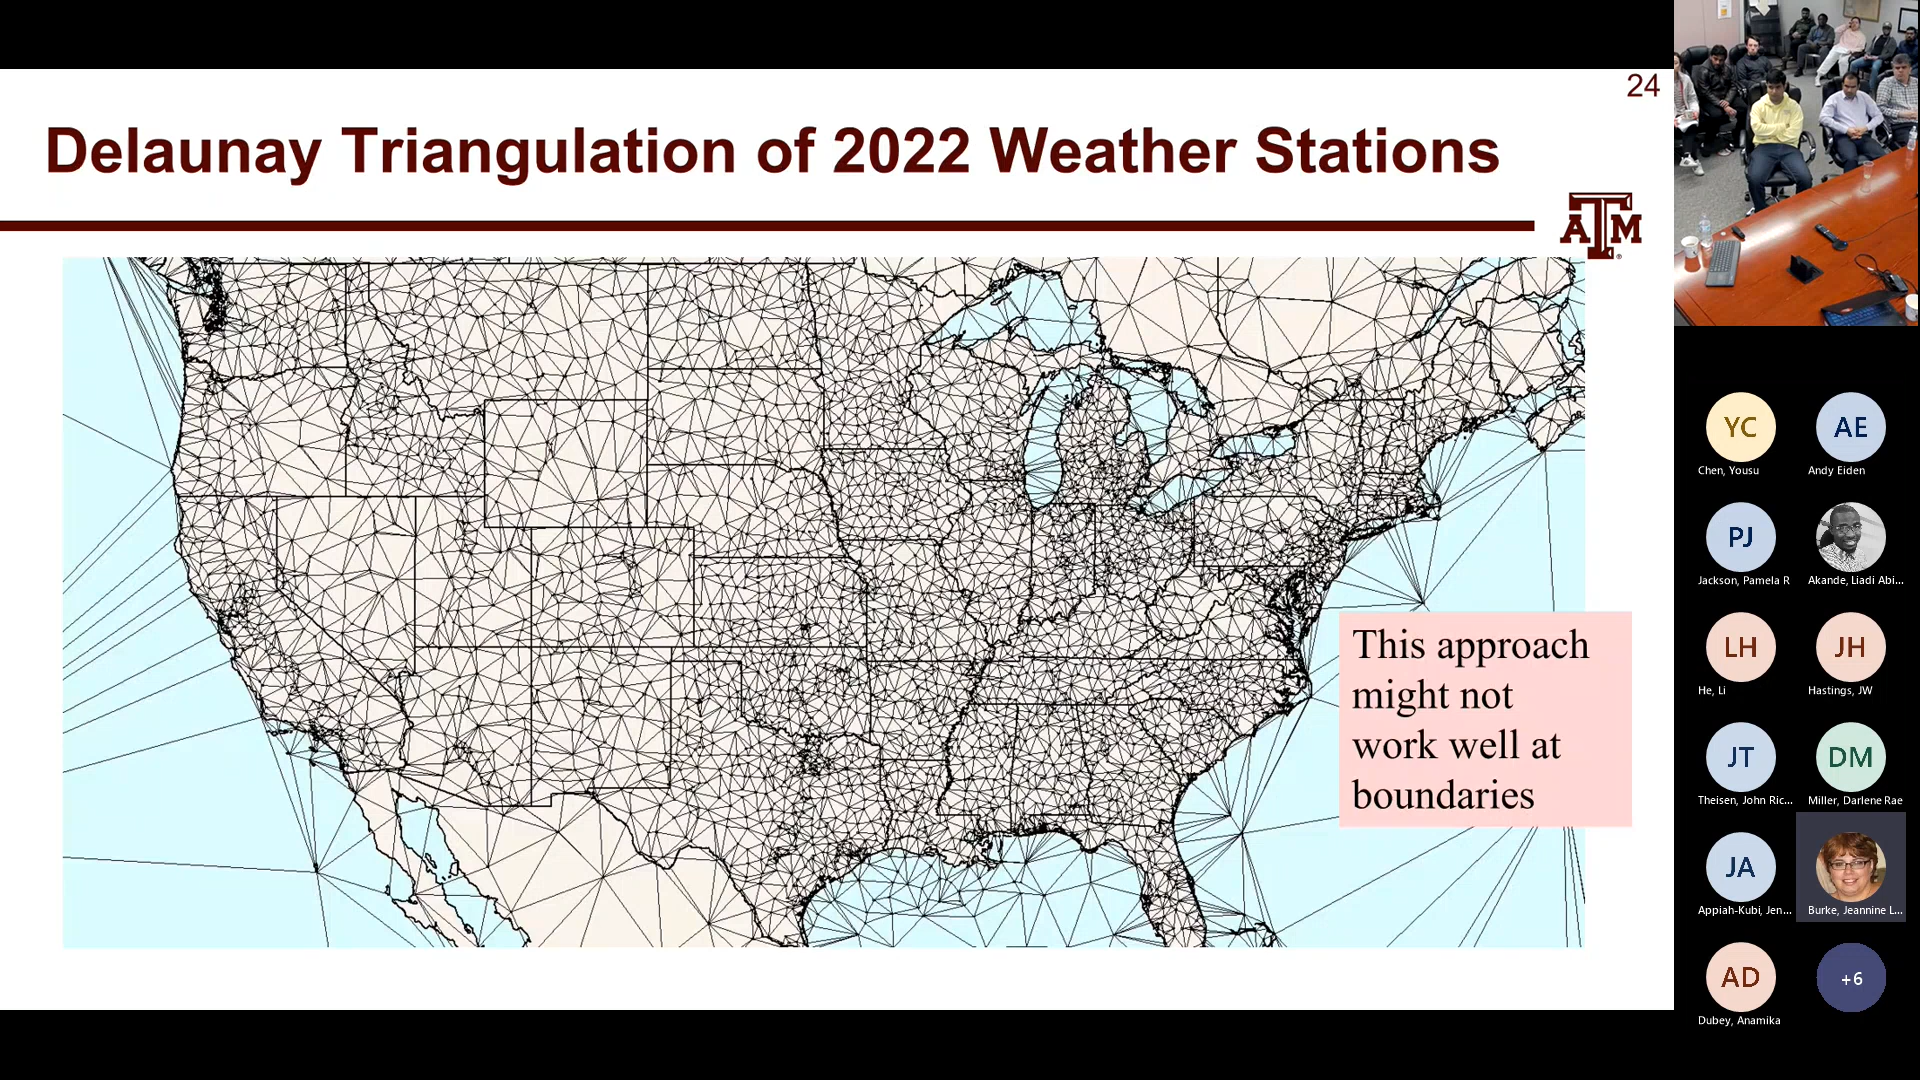 24
Delaunay Triangulation of 2022 Weather Stations
ATM
This approach
might not
work well at
boundaries
YC
AE
Chen, Yousu
Andy Eiden
PJ
Jackson, Pamela R
Akande, Liadi Abi...
LH
JH
He, Li
Hastings, JW
JT
DM
Theisen, John Ric...
Miller, Darlene Rae
JA
Appiah-Kubi, Jen...
Burke, Jeannine L...
AD
+6
Dubey, Anamika